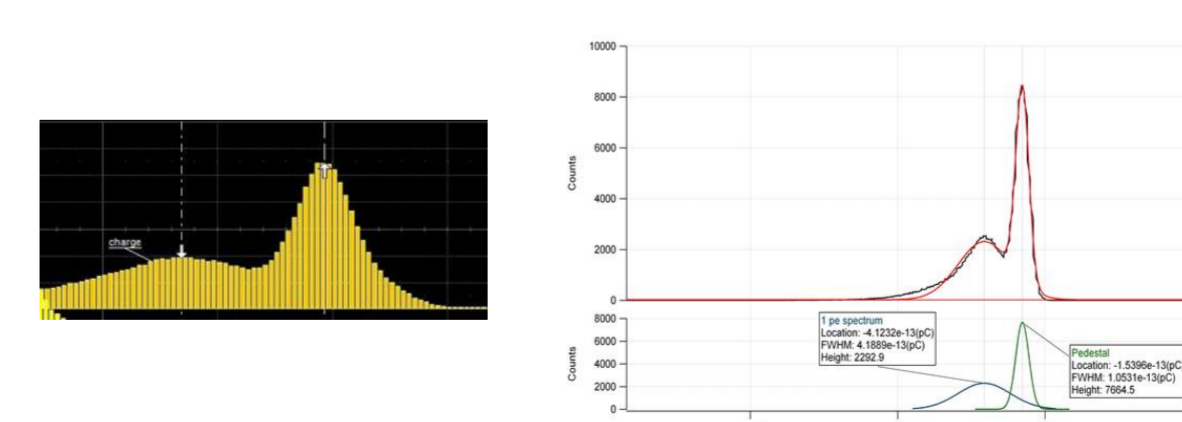 charge
10000
8000
6000
4000
2000
0
Counts
8000
6000
4000
2000
0
Counts
1 pe spectrum
Location: -4.1232e-13(pC)
FWHM: 4.1889e-13(pC)
Height: 2292.9
Pedestal
Location: -1.5396e-13(pC
FWHM: 1.0531e-13(pC)
Height: 7664.5